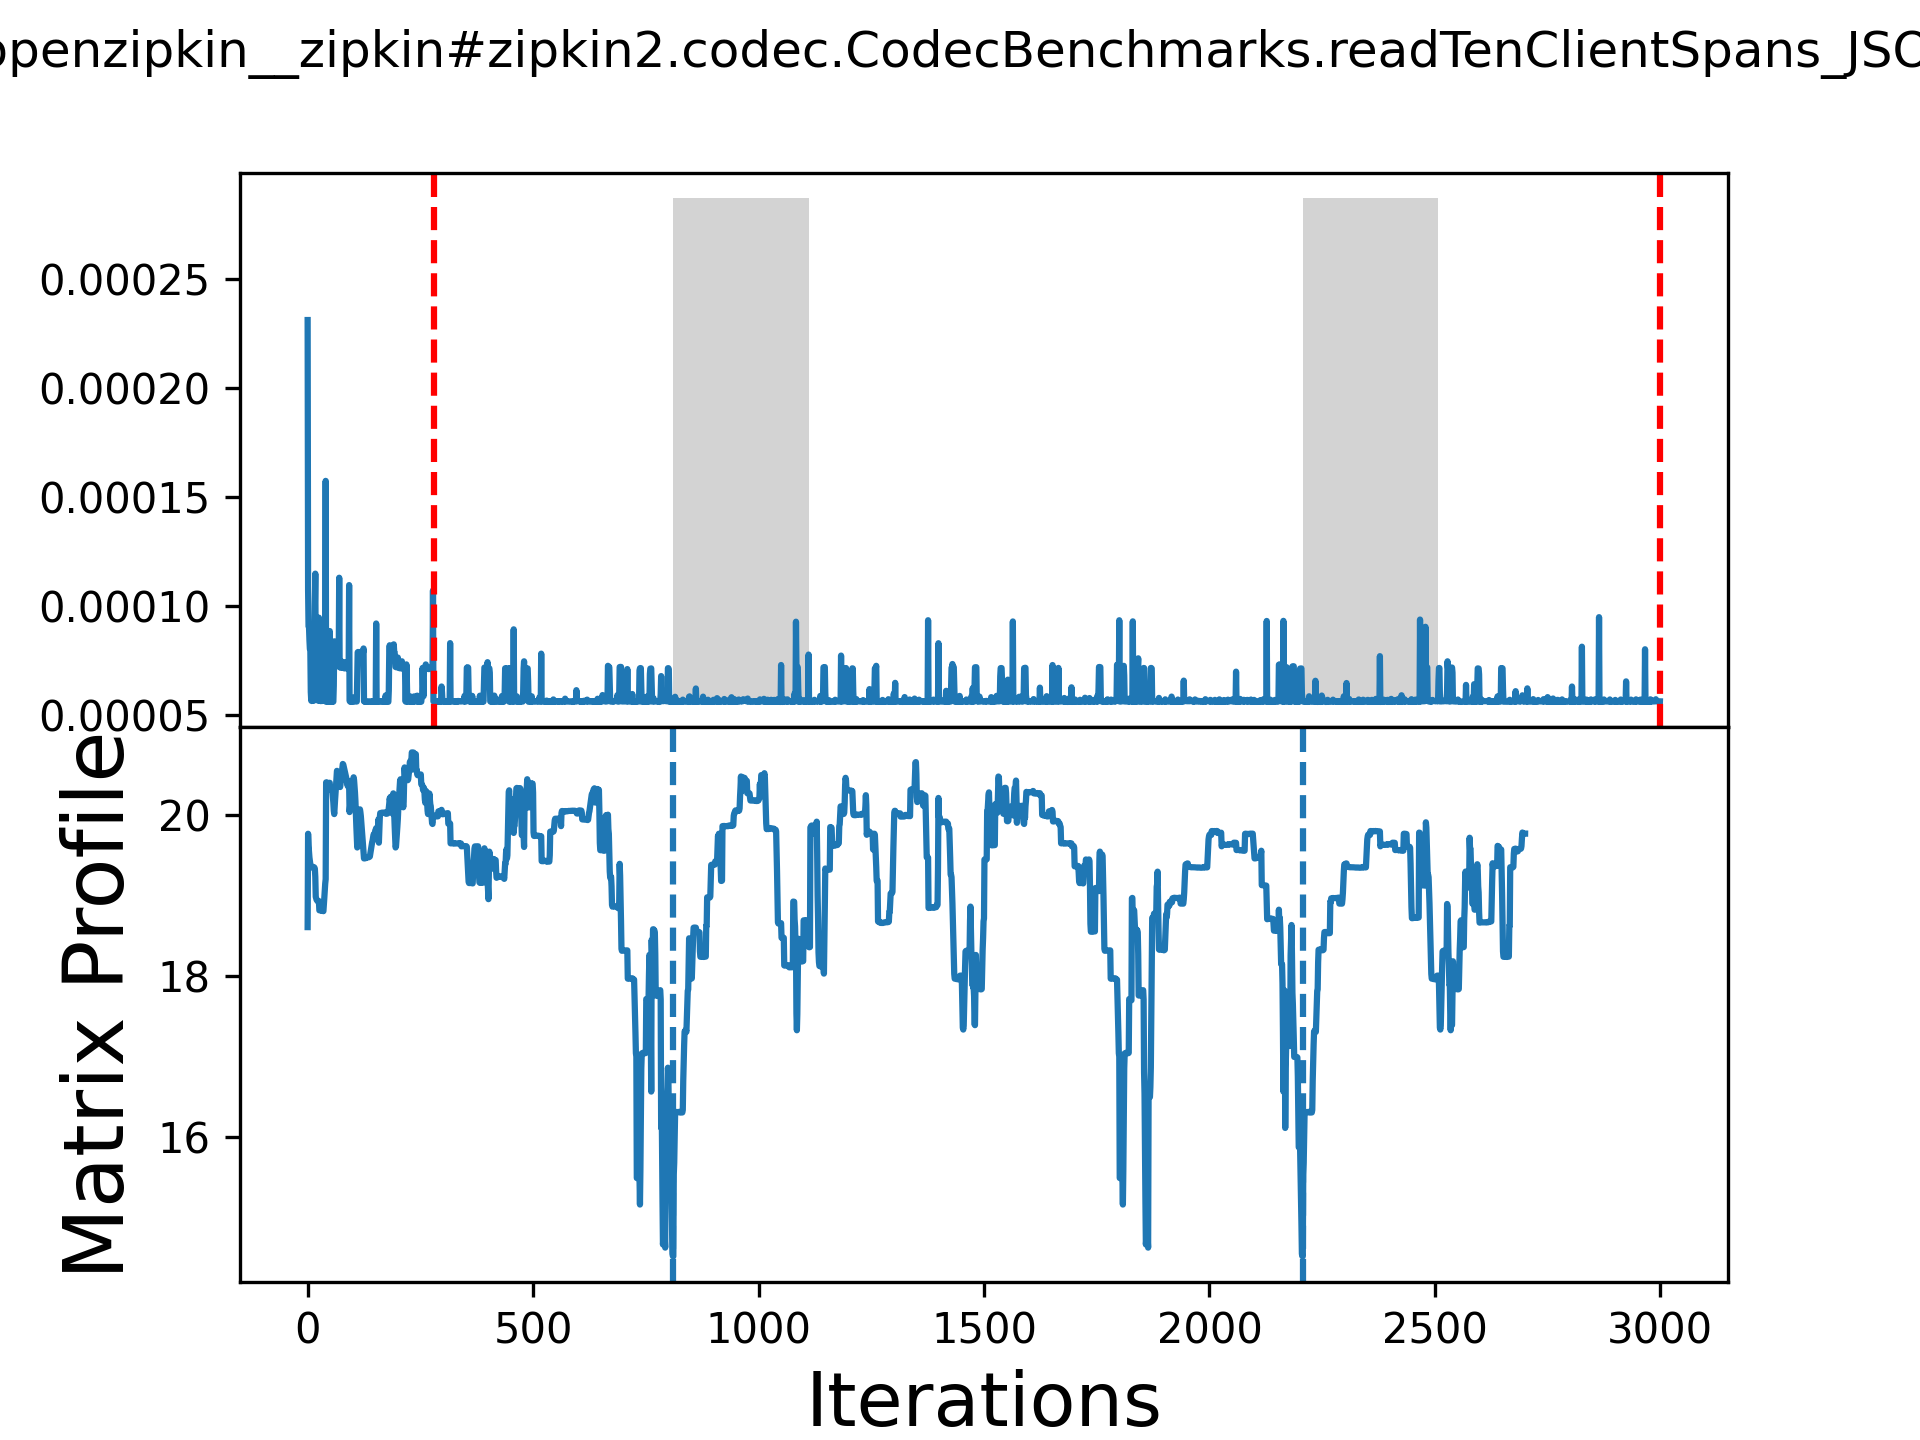 openzipkin__zipkin#zipkin2.codec.CodecBenchmarks.readTenClientSpans_JSO
0.00025
0.00020
0.00015
0.00010
0.00005
Matrix Profile
20
18
16
0 500 1000 1500 2000 2500 3000
Iterations